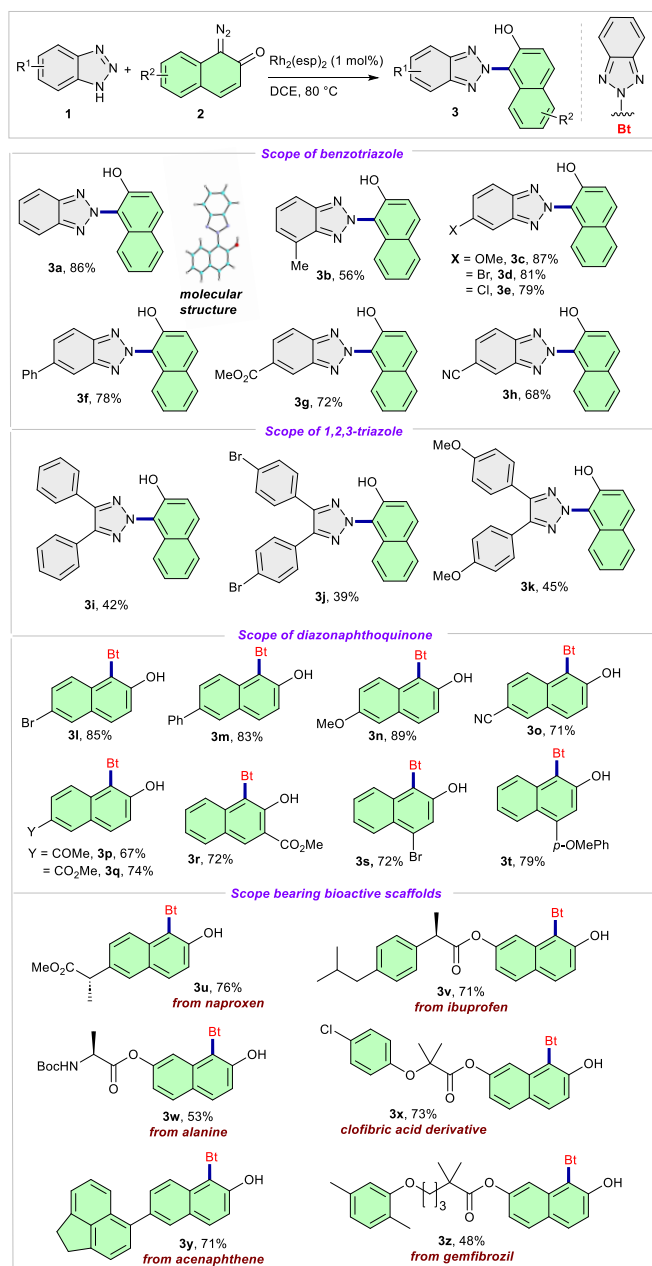 R1 N N N H 1 + R2 N2 O 2 Rh2(esp)2 (1 mol%) DCE, 80 °C R1 N N N HO R2 3 N N N Bt
Scope of benzotriazole
N N N HO 3a, 86%
molecular structure
N N N HO Me 3b, 56%
N N N HO X
X = OMe, 3c, 87%
= Br, 3d, 81%
= Cl, 3e, 79%
Ph N N N HO 3f, 78%
MeO2C N N N HO 3g, 72%
NC N N N HO 3h, 68%
Scope of 1,2,3-triazole
N N N HO 3i, 42%
Br Br N N N HO 3j, 39%
MeO MeO N N N HO 3k, 45%
Scope of diazonaphthoquinone
Bt OH Br 3l, 85%
Bt OH Ph 3m, 83%
Bt OH MeO 3n, 89%
Bt OH NC 3o, 71%
Bt OH Y
Y = COMe, 3p, 67%
= CO2Me, 3q, 74%
Bt OH CO2Me 3r, 72%
Bt OH Br 3s, 72%
Bt OH p-OMePh 3t, 79%
Scope bearing bioactive scaffolds
Bt OH MeO O 3u, 76%
from naproxen
Bt OH O O 3v, 71%
from ibuprofen
Bt OH BocHN O O 3w, 53%
from alanine
Cl O O O Bt OH 3x, 73%
clofibric acid derivative
Bt OH 3y, 71%
from acenaphthene
O ( )3 O O Bt OH 3z, 48%
from gemfibrozil